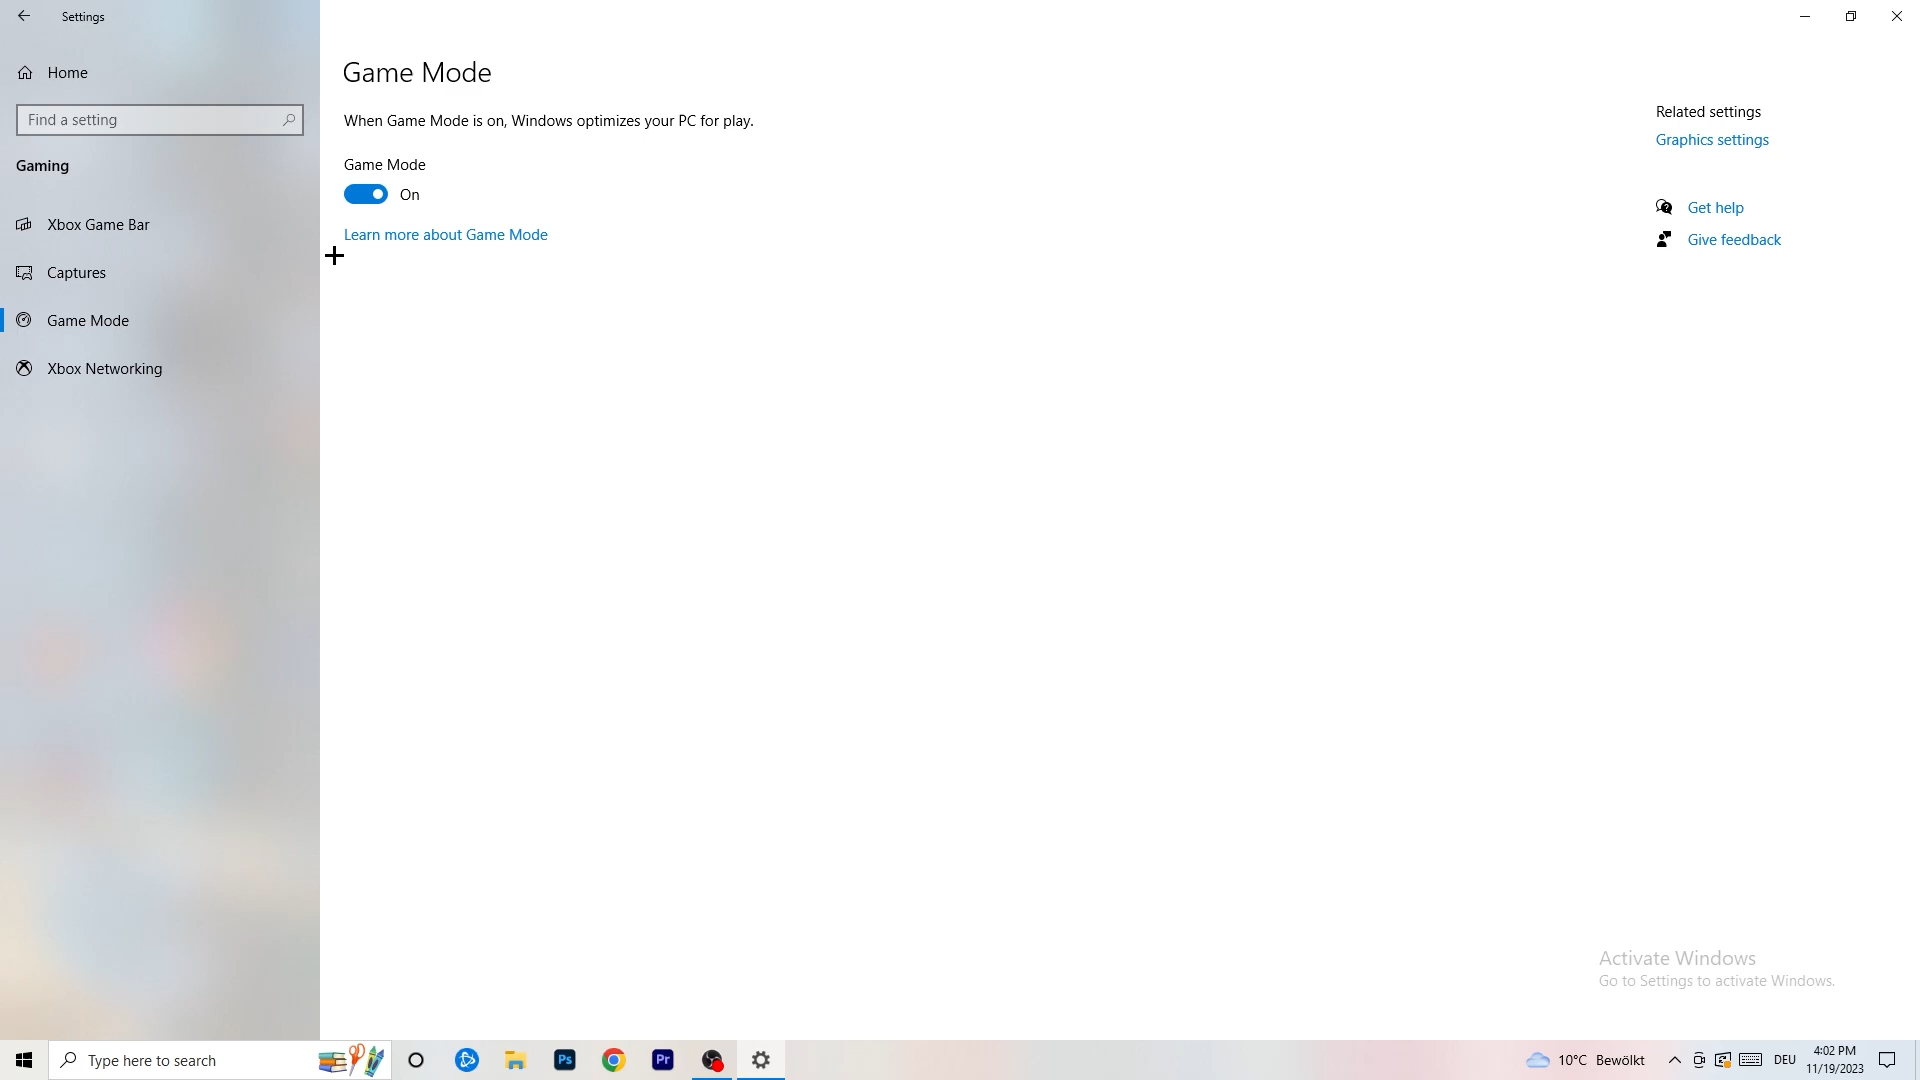 Settings
Home
Find a setting
Gaming
Xbox Game Bar
Captures
Game Mode
Xbox Networking
Game Mode
When Game Mode is on, Windows optimizes your PC for play.
Game Mode
On
Learn more about Game Mode
Related settings
Graphics settings
Get help
Give feedback
Activate Windows
Go to Settings to activate Windows.
Type here to search
Ps
Pr
10°C Bewölkt
DEU
4:02 PM
11/19/2023